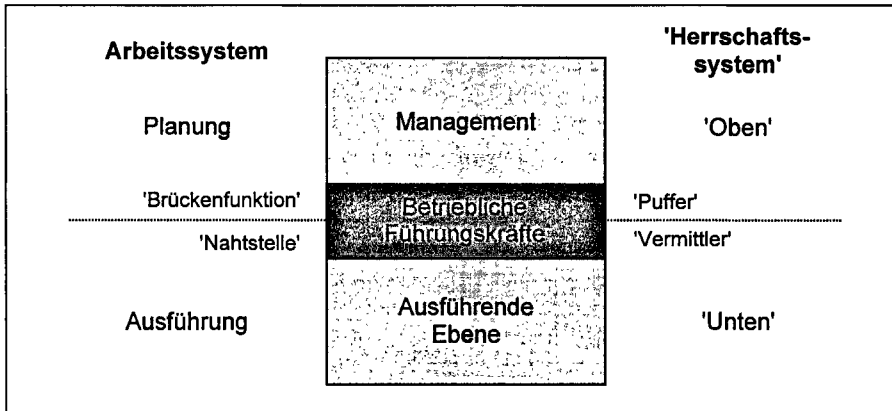 Arbeitssystem
'Herrschafts-
system'
Planung
Management
'Oben'
'Brückenfunktion'
Betriebliche
Führungskräfte
'Puffer'
'Nahtstelle'
'Vermittler'
Ausführung
Ausführende
Ebene
'Unten'